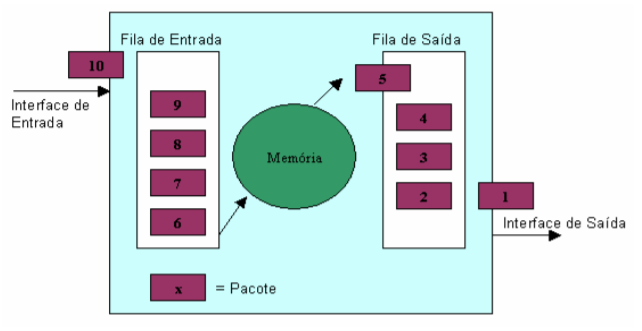 Fila de Entrada
Fila de Saída
10
5
Interface de
Entrada
9
4
8
Memória
3
7
2
1
6
Interface de Saída
x = Pacote